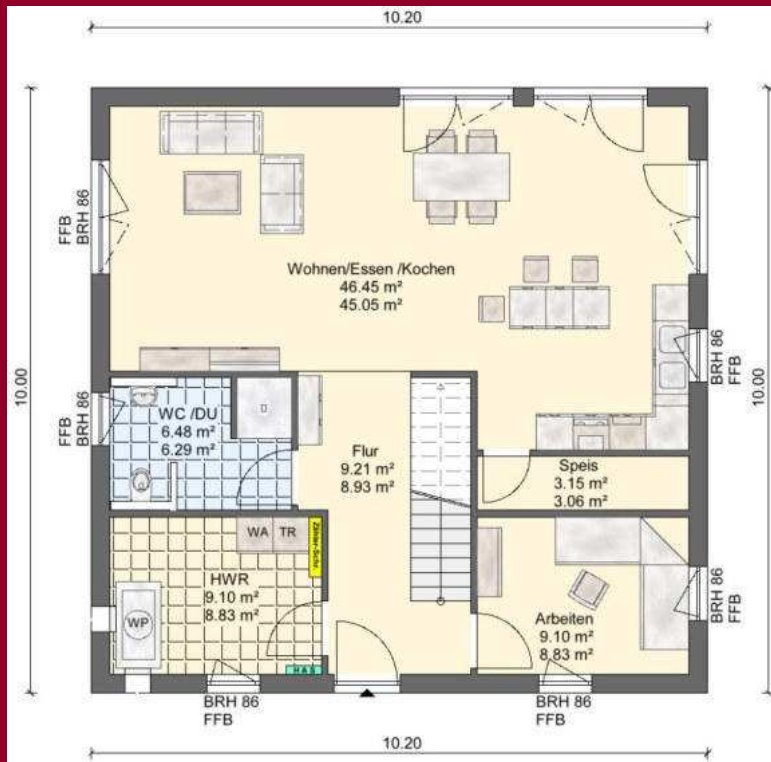 10.20
FFB
BRH 86
Wohnen/Essen /Kochen
46.45 m²
45.05 m²
10.00
10.00
BRH 86
FFB
FFB
BRH 86
WC /DU
6.48 m²
6.29 m²
Flur
9.21 m²
8.93 m²
Speis
3.15 m²
3.06 m²
WA
TR
Zähler-Schr.
HWR
9.10 m²
8.83 m²
WP
HAS
Arbeiten
9.10 m²
8.83 m²
BRH 86
FFB
BRH 86
FFB
BRH 86
FFB
10.20